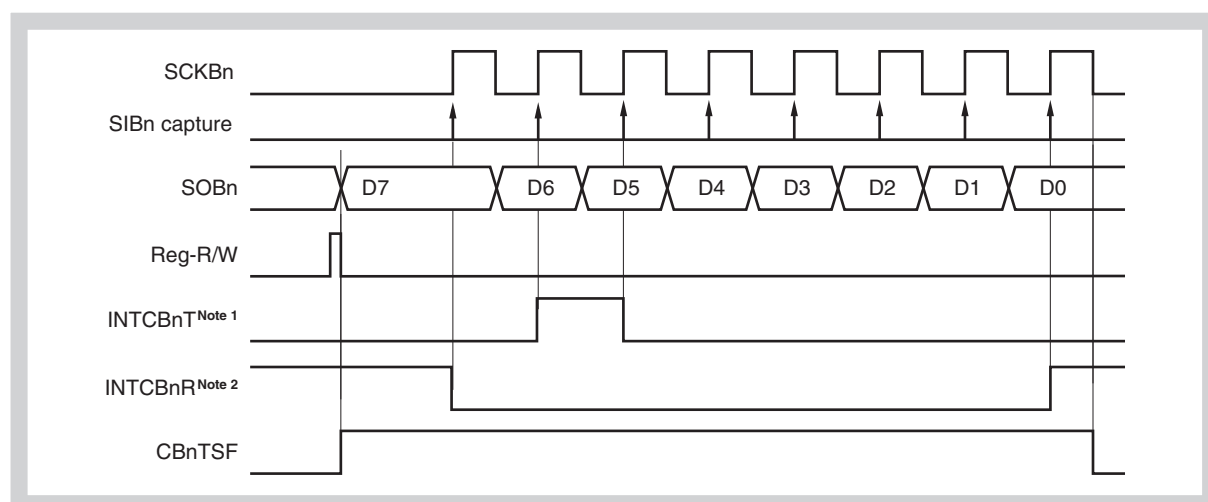 SCKBn
SIBn capture
SOBn D7 D6 D5 D4 D3 D2 D1 D0
Reg-R/W
INTCBnT Note 1
INTCBnR Note 2
CBnTSF